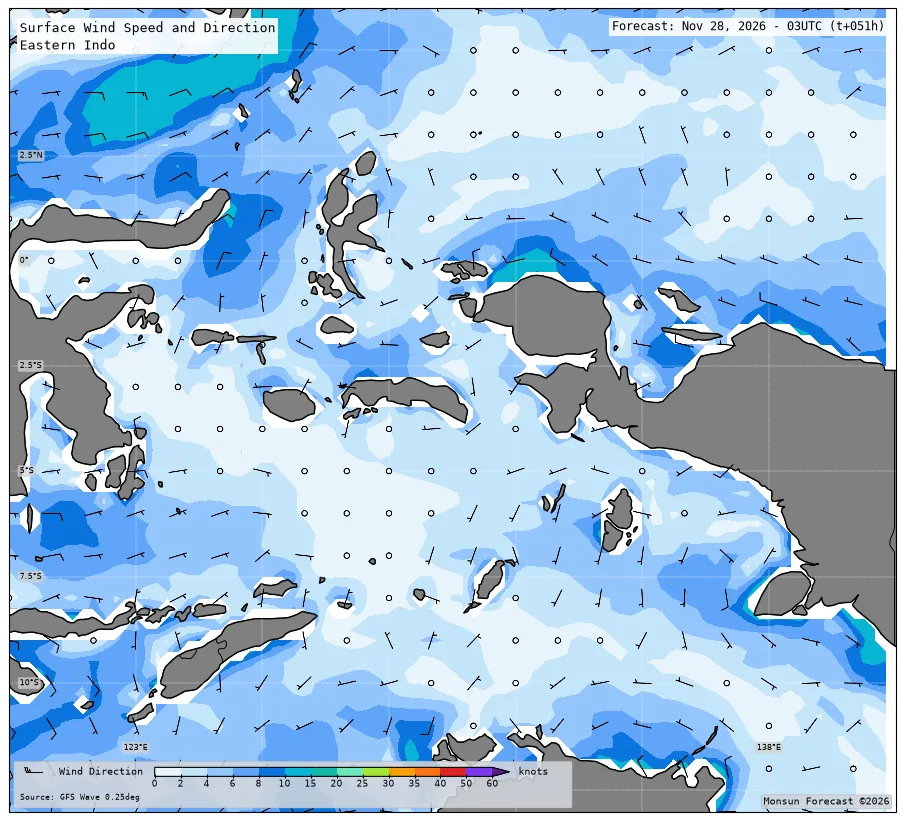 Surface Wind Speed and Direction
Eastern Indo
Forecast: Nov 28, 2026 - 03UTC (t+051h)
2.5°N
0°
2.5°S
5°S
7.5°S
10°S
123°E
138°E
Wind Direction
0 2 4 6 8 10 15 20 25 30 35 40 50 60 knots
Source: GFS Wave 0.25deg
Monsun Forecast ©2026